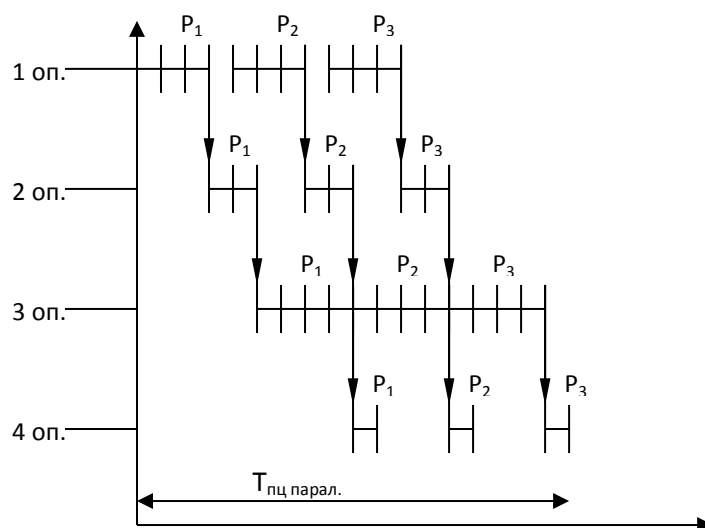 P₁ P₂ P₃
1 оп.
P₁ P₂ P₃
2 оп.
P₁ P₂ P₃
3 оп.
P₁ P₂ P₃
4 оп.
Tпц парал.